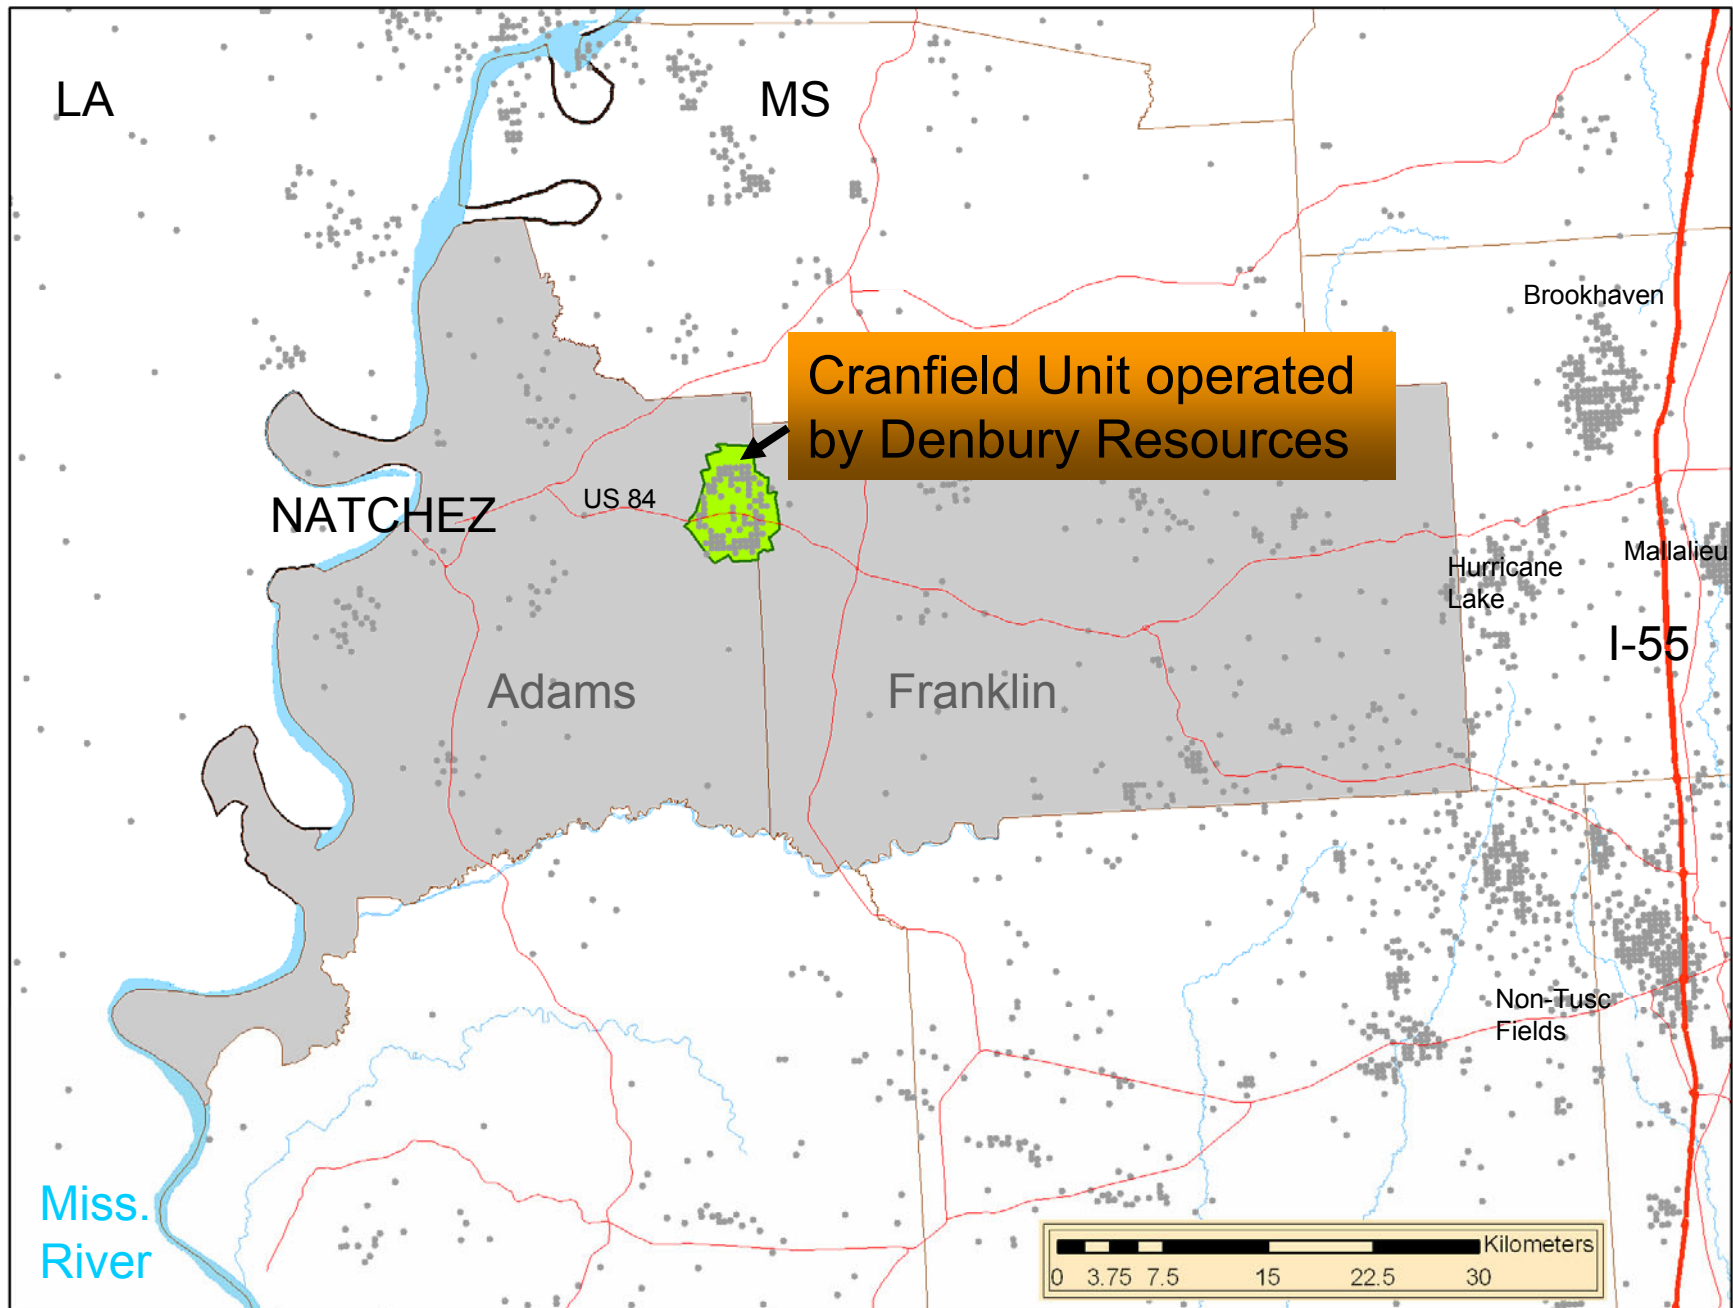 LA
MS
Brookhaven
Cranfield Unit operated
by Denbury Resources
NATCHEZ
US 84
Hurricane
Lake
Mallalieu
I-55
Adams
Franklin
Non-Tusc
Fields
Miss.
River
Kilometers
0 3.75 7.5 15 22.5 30